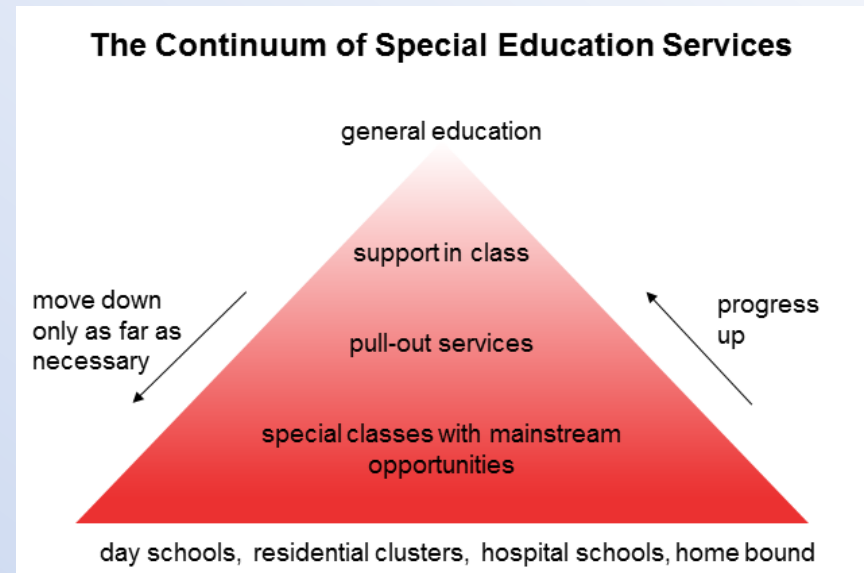 The Continuum of Special Education Services
general education
support in class
move down
only as far as
necessary
progress
up
pull-out services
special classes with mainstream
opportunities
day schools, residential clusters, hospital schools, home bound